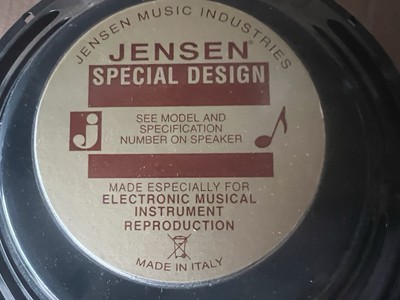 JENSEN MUSIC INDUSTRIES
JENSEN®
SPECIAL DESIGN
j
SEE MODEL AND
SPECIFICATION
NUMBER ON SPEAKER
MADE ESPECIALLY FOR
ELECTRONIC MUSICAL
INSTRUMENT
REPRODUCTION
MADE IN ITALY